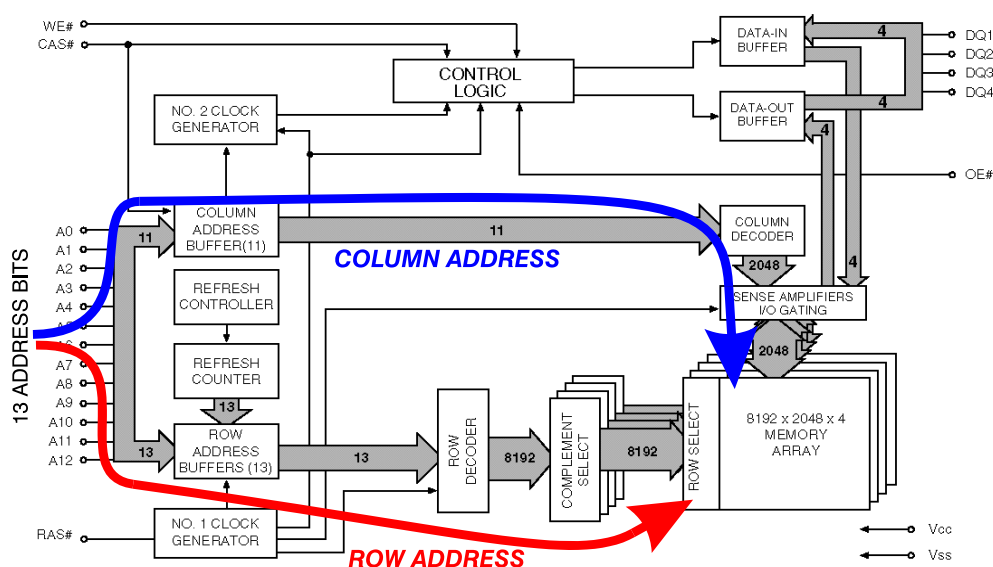 WE#
CAS#
CONTROL
LOGIC
DATA-IN
BUFFER
4
DQ1
DQ2
DQ3
DQ4
NO. 2 CLOCK
GENERATOR
DATA-OUT
BUFFER
4
4
OE#
A0
A1
A2
A3
A4
A7
A8
A9
A10
A11
A12
13 ADDRESS BITS
11
COLUMN
ADDRESS
BUFFER(11)
11
COLUMN ADDRESS
COLUMN
DECODER
2048
4
SENSE AMPLIFIERS
I/O GATING
2048
REFRESH
CONTROLLER
REFRESH
COUNTER
13
ROW
ADDRESS
BUFFERS (13)
13
13
ROW
DECODER
8192
COMPLEMENT
SELECT
8192
ROW SELECT
8192 x 2048 x 4
MEMORY
ARRAY
RAS#
NO. 1 CLOCK
GENERATOR
ROW ADDRESS
Vcc
Vss